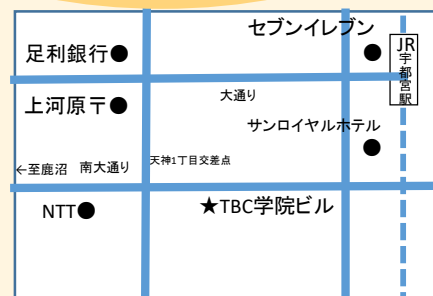 セブンイレブン
足利銀行●
JR宇都宮駅
大通り
上河原〒●
サンロイヤルホテル
天神1丁目交差点
←至鹿沼 南大通り
NTT●
★TBC学院ビル